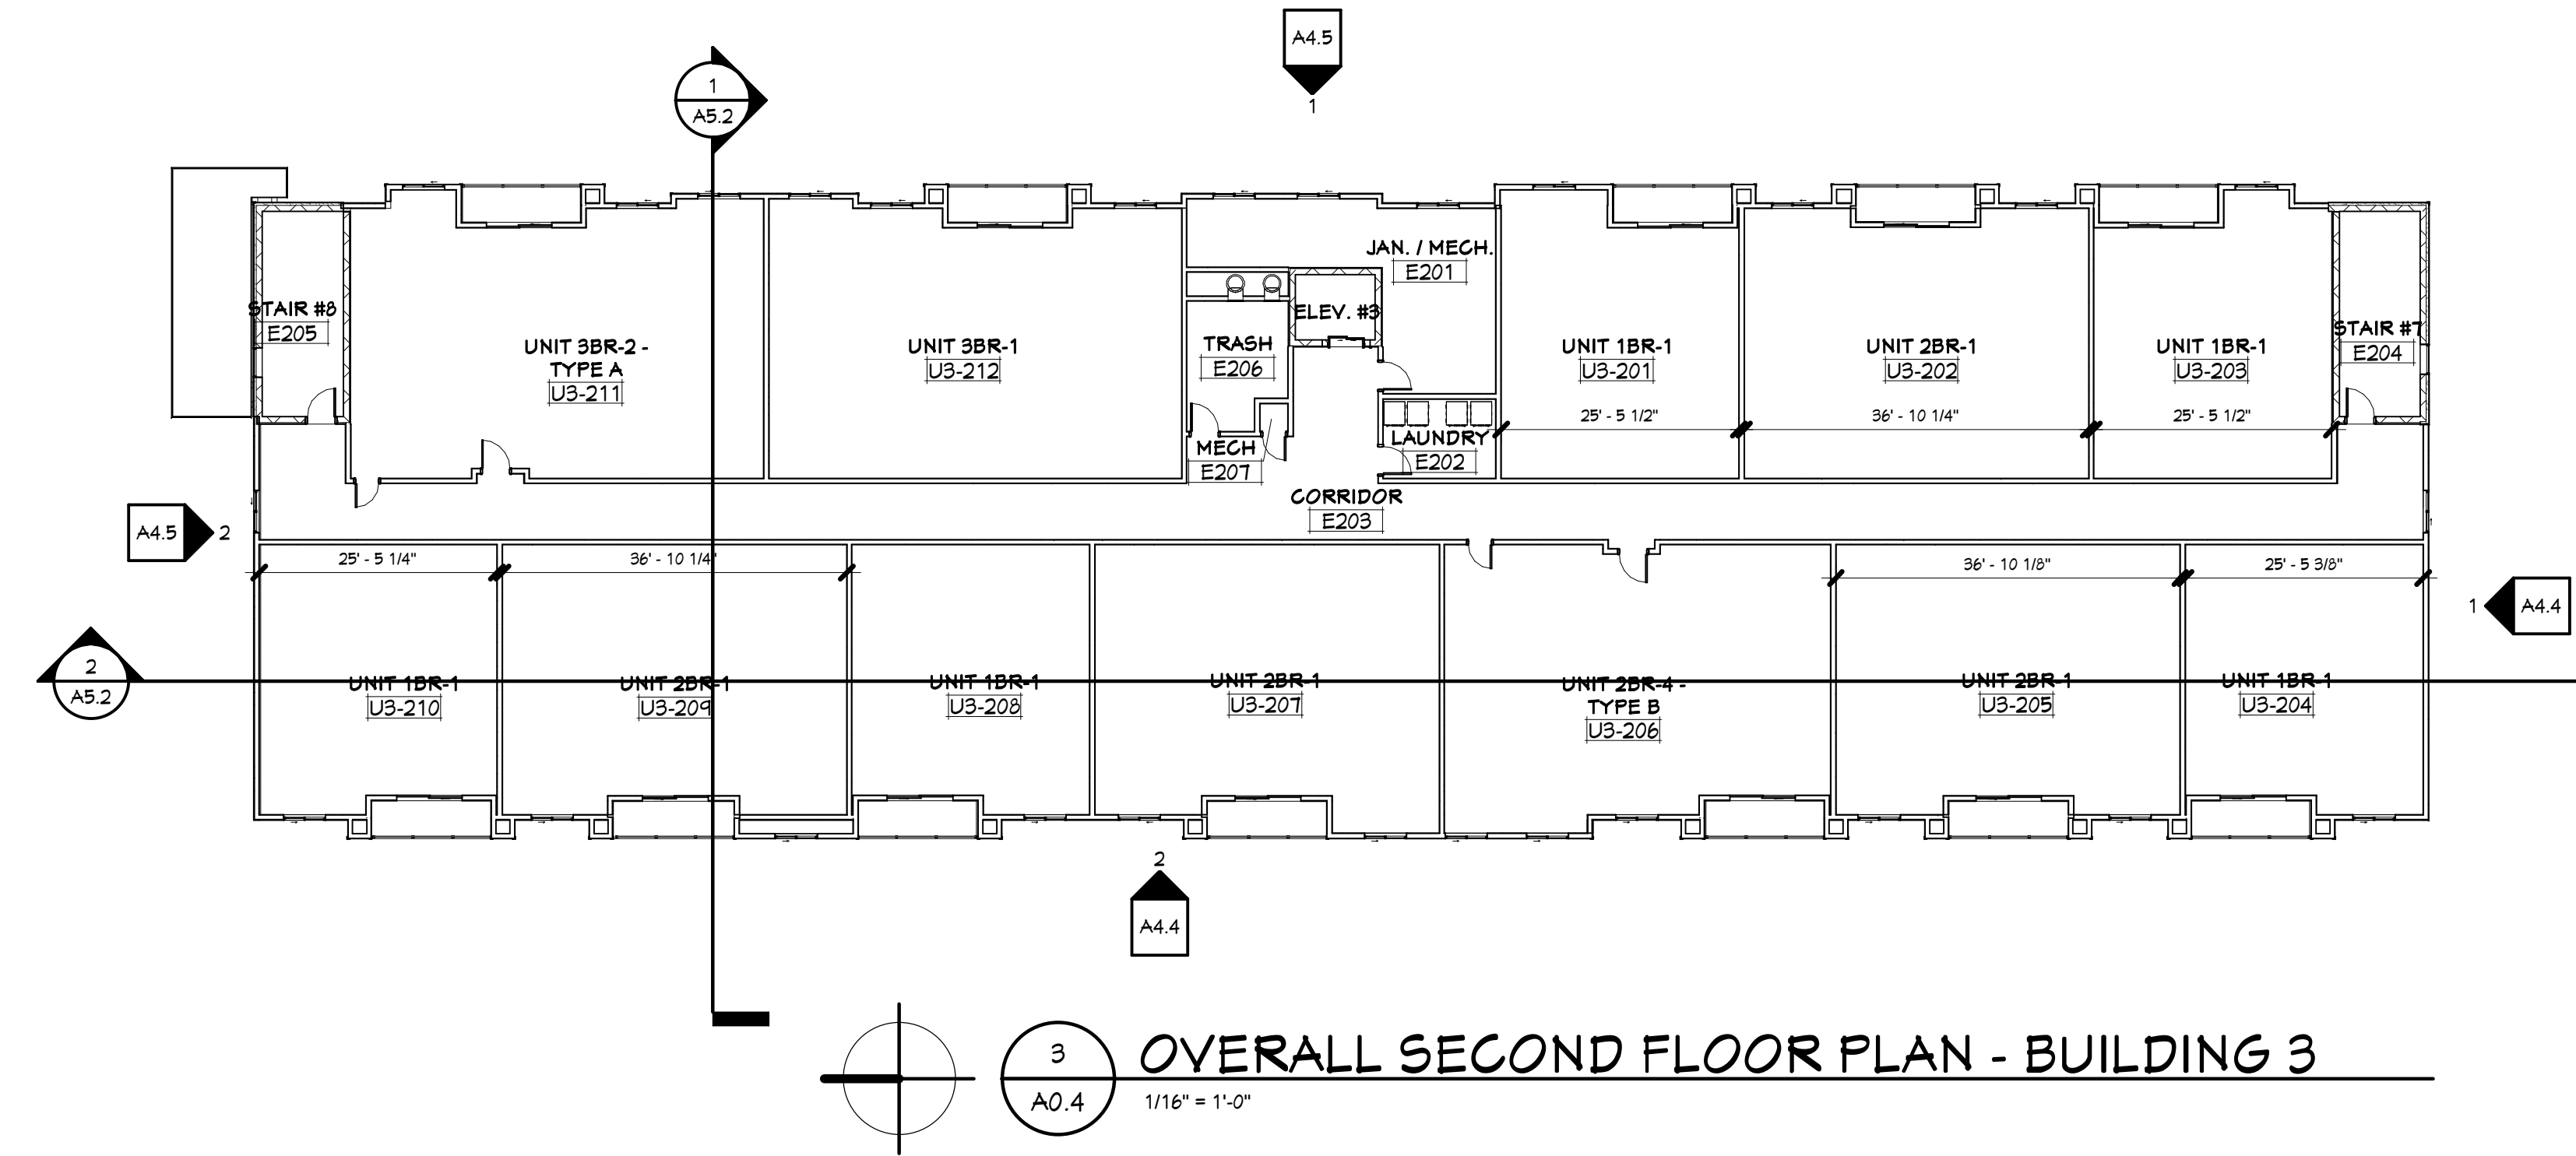 A4.5
1
1
A5.2
STAIR #8
E205
UNIT 3BR-2 -
TYPE A
U3-211
UNIT 3BR-1
U3-212
TRASH
E206
ELEV. #3
JAN. / MECH.
E201
MECH
E207
LAUNDRY
E202
UNIT 1BR-1
U3-201
25' - 5 1/2"
UNIT 2BR-1
U3-202
36' - 10 1/4"
UNIT 1BR-1
U3-203
25' - 5 1/2"
STAIR #7
E204
CORRIDOR
E203
A4.5
2
25' - 5 1/4"
36' - 10 1/4"
36' - 10 1/8"
25' - 5 3/8"
1
A4.4
2
A5.2
UNIT 1BR-1
U3-210
UNIT 2BR-1
U3-209
UNIT 1BR-1
U3-208
UNIT 2BR-1
U3-207
UNIT 2BR-4 -
TYPE B
U3-206
UNIT 2BR-1
U3-205
UNIT 1BR-1
U3-204
2
A4.4
3
A0.4
OVERALL SECOND FLOOR PLAN - BUILDING 3
1/16" = 1'-0"